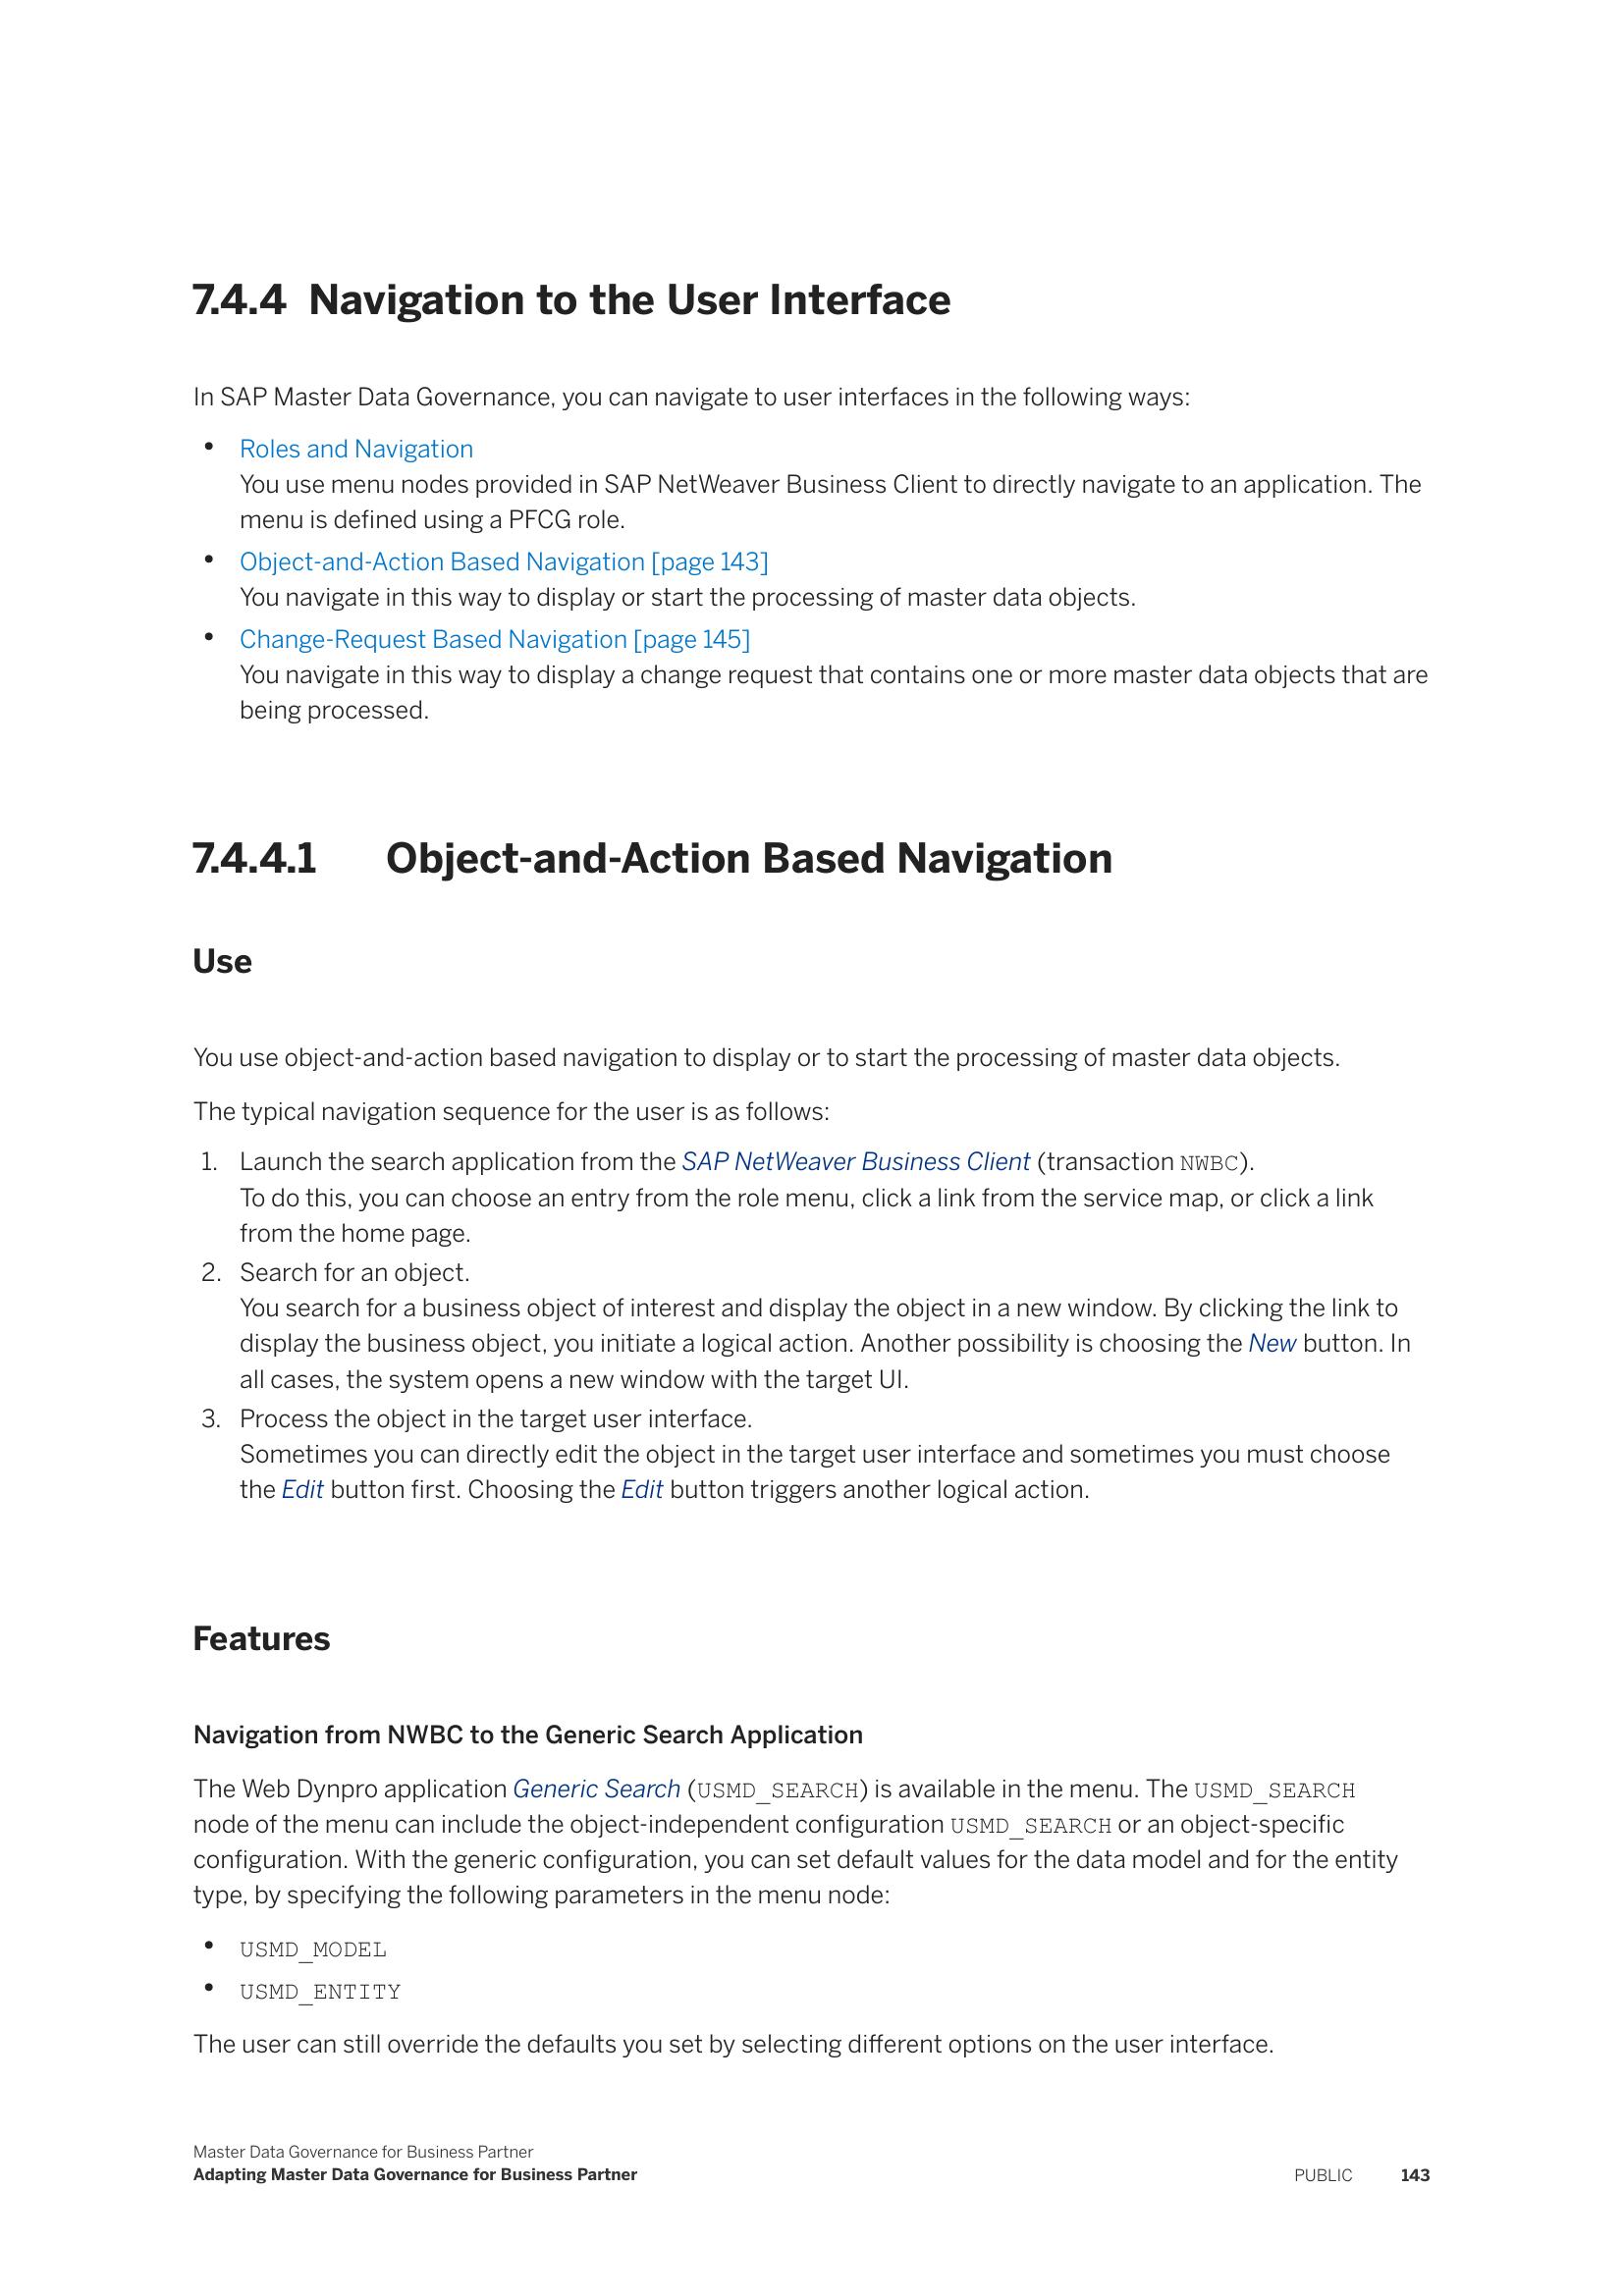 7.4.4 Navigation to the User Interface
In SAP Master Data Governance, you can navigate to user interfaces in the following ways:
• Roles and Navigation
You use menu nodes provided in SAP NetWeaver Business Client to directly navigate to an application. The
menu is defined using a PFCG role.
• Object-and-Action Based Navigation [page 143]
You navigate in this way to display or start the processing of master data objects.
• Change-Request Based Navigation [page 145]
You navigate in this way to display a change request that contains one or more master data objects that are
being processed.
7.4.4.1 Object-and-Action Based Navigation
Use
You use object-and-action based navigation to display or to start the processing of master data objects.
The typical navigation sequence for the user is as follows:
1. Launch the search application from the SAP NetWeaver Business Client (transaction NWBC).
To do this, you can choose an entry from the role menu, click a link from the service map, or click a link
from the home page.
2. Search for an object.
You search for a business object of interest and display the object in a new window. By clicking the link to
display the business object, you initiate a logical action. Another possibility is choosing the New button. In
all cases, the system opens a new window with the target UI.
3. Process the object in the target user interface.
Sometimes you can directly edit the object in the target user interface and sometimes you must choose
the Edit button first. Choosing the Edit button triggers another logical action.
Features
Navigation from NWBC to the Generic Search Application
The Web Dynpro application Generic Search (USMD_SEARCH) is available in the menu. The USMD_SEARCH
node of the menu can include the object-independent configuration USMD_SEARCH or an object-specific
configuration. With the generic configuration, you can set default values for the data model and for the entity
type, by specifying the following parameters in the menu node:
• USMD_MODEL
• USMD_ENTITY
The user can still override the defaults you set by selecting different options on the user interface.
Master Data Governance for Business Partner
Adapting Master Data Governance for Business Partner PUBLIC 143